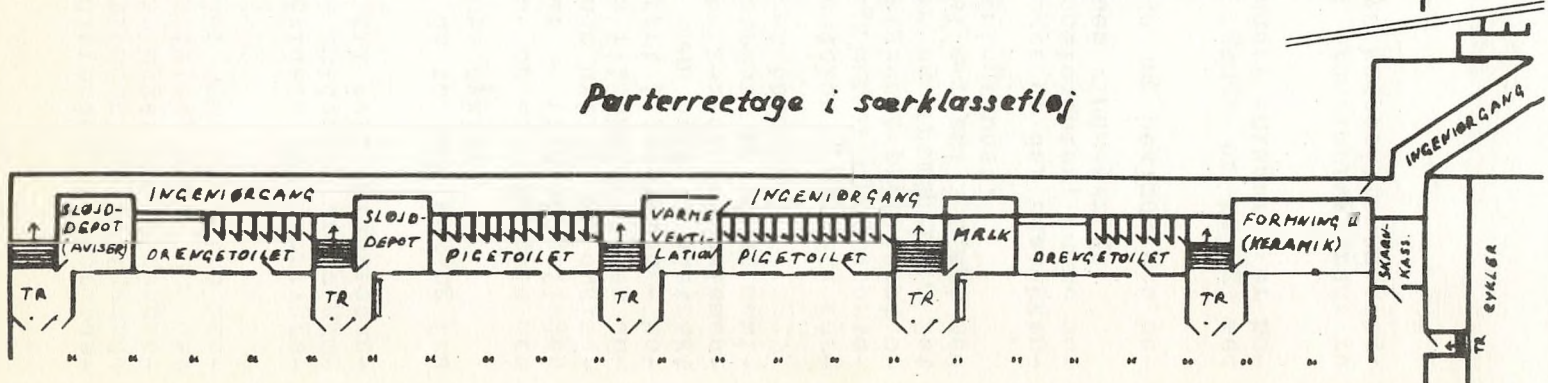 Parterreetage i særklassefløj
INGENIØRGANG
INGENIØRGANG
INGENIØRGANG
SLØJD-
DEPOT
(AVISER)
DRENGETOILET
SLØJD-
DEPOT
PIGETOILET
VARME
VENTI-
LATION
PIGETOILET
MÆLK
DRENGETOILET
FORMNING II
(KERAMIK)
SKARN-
KASS.
CYKLER
TR
TR
TR
TR
TR
TR